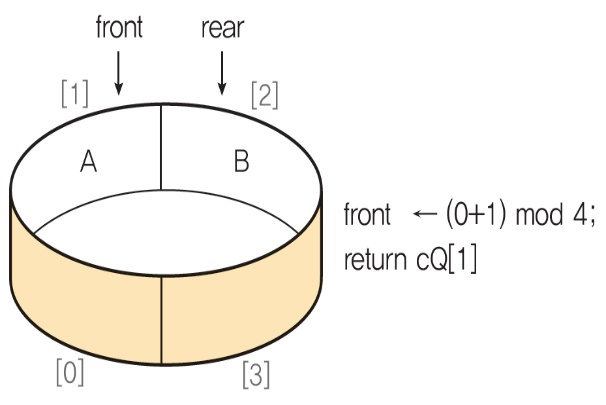 front rear
[1] [2]
A B
front ← (0+1) mod 4;
return cQ[1]
[0] [3]